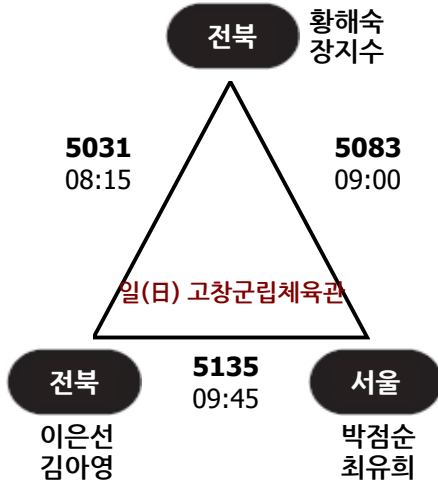 전북
황해숙
장지수
5031
08:15
5083
09:00
일(日) 고창군립체육관
전북
5135
09:45
서울
이은선
김아영
박점순
최유희